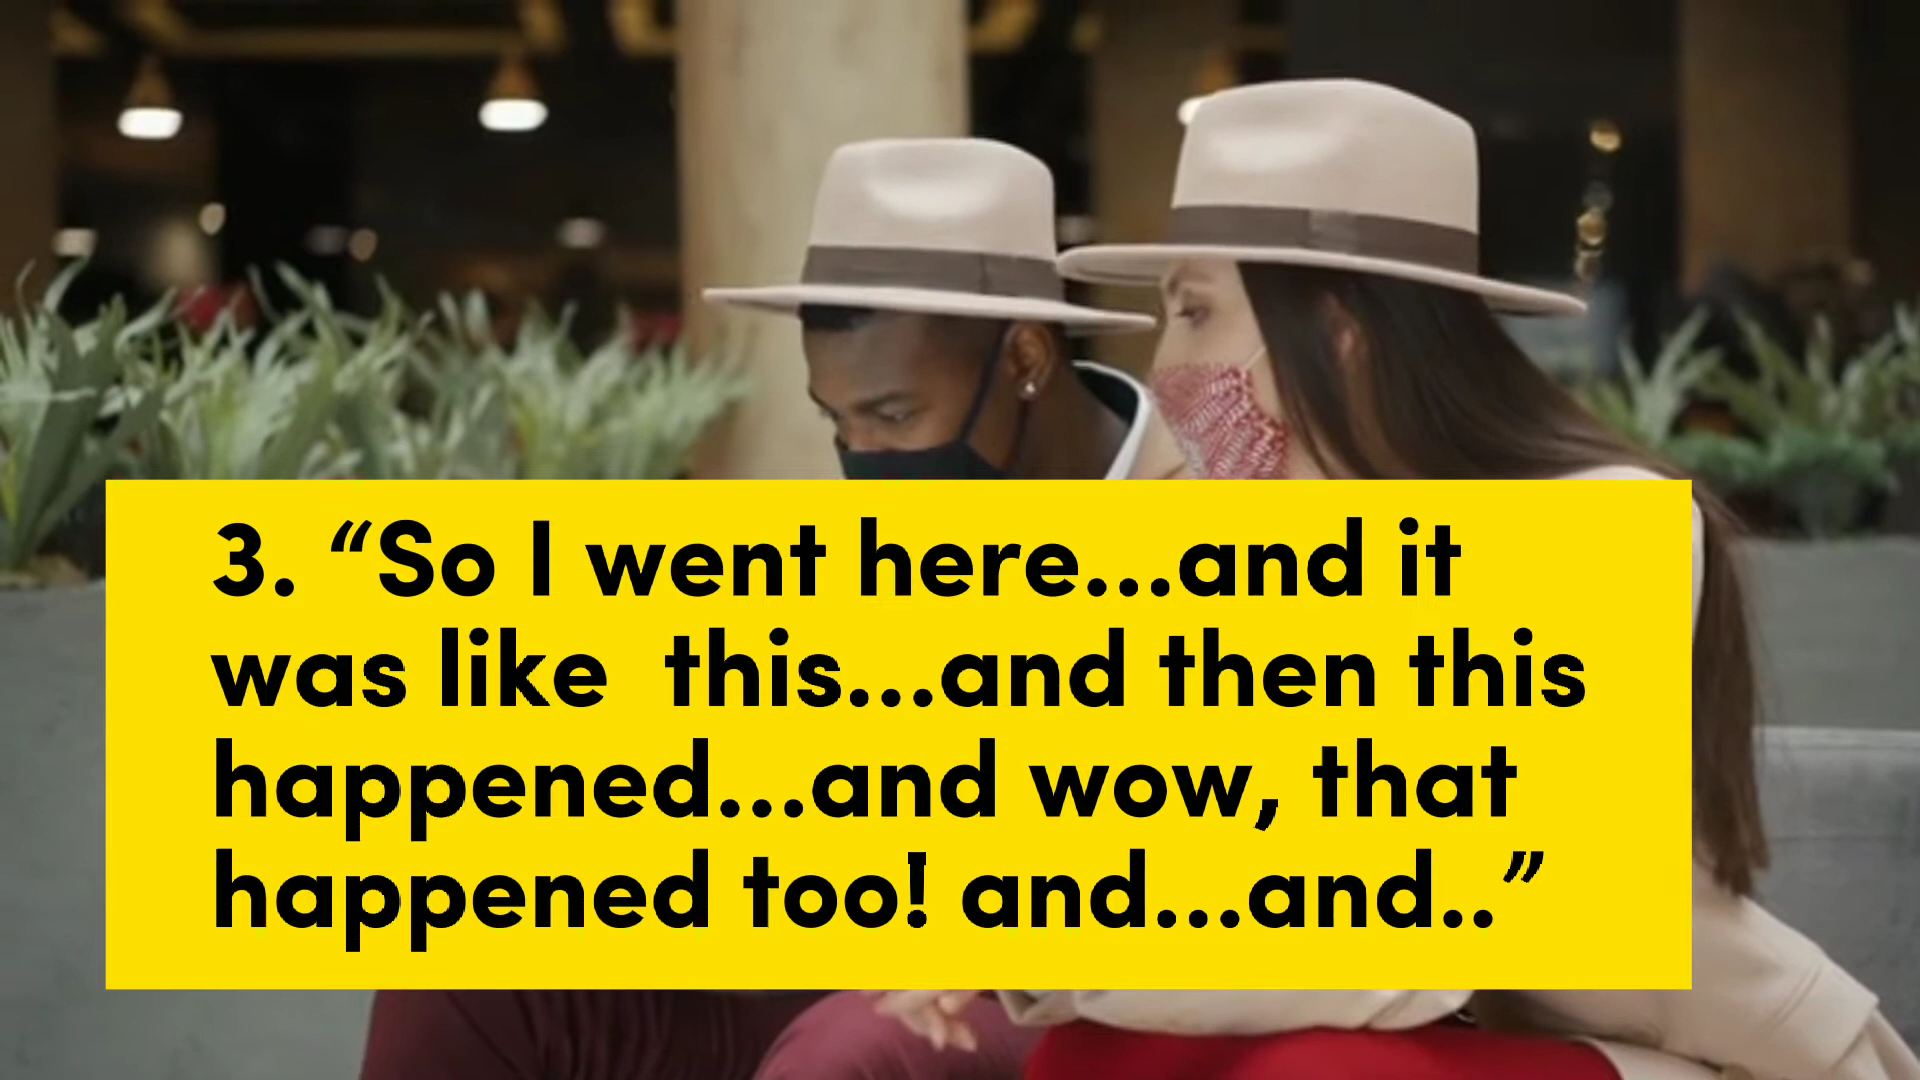 3. “So I went here...and it
was like  this...and then this
happened...and wow, that
happened too! and...and..”